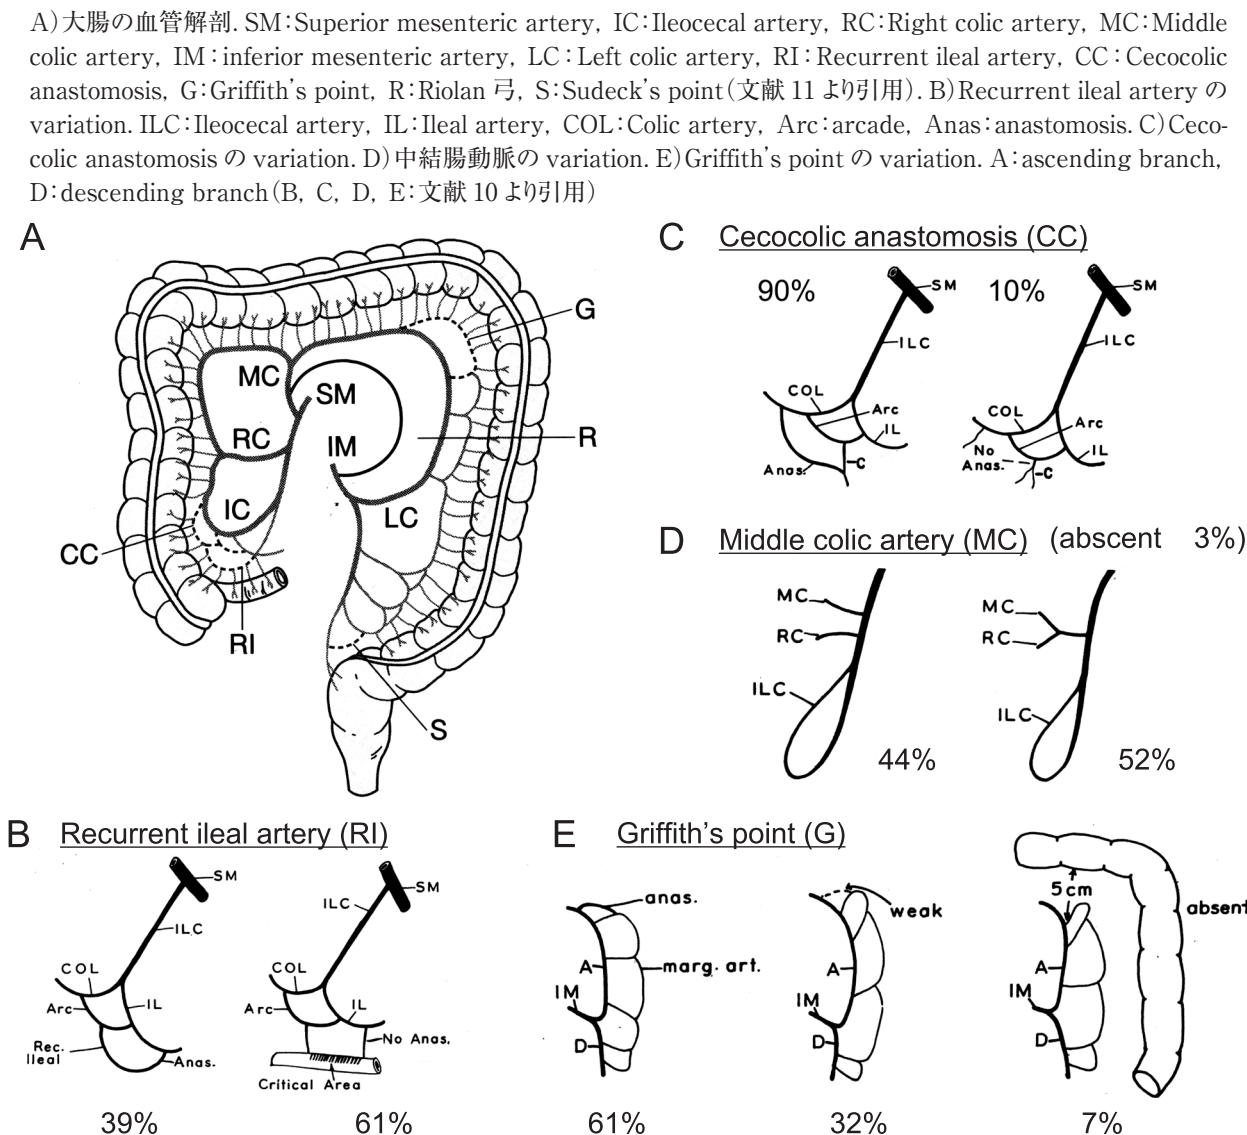 A）大腸の血管解剖. SM：Superior mesenteric artery, IC：Ileocecal artery, RC：Right colic artery, MC：Middle
colic artery, IM：inferior mesenteric artery, LC：Left colic artery, RI：Recurrent ileal artery, CC：Cecocolic
anastomosis, G：Griffith's point, R：Riolan 弓, S：Sudeck's point（文献 11 より引用）. B）Recurrent ileal artery の
variation. ILC：Ileocecal artery, IL：Ileal artery, COL：Colic artery, Arc：arcade, Anas：anastomosis. C）Ceco-
colic anastomosis の variation. D）中結腸動脈の variation. E）Griffith's point の variation. A：ascending branch,
D：descending branch（B, C, D, E：文献 10 より引用）
A
G
MC
SM
RC
IM
R
IC
LC
CC
RI
S
C Cecocolic anastomosis (CC)
90%
SM
ILC
COL
Arc
IL
Anas.
C
10%
SM
ILC
COL
Arc
No
Anas.
IL
C
D Middle colic artery (MC) (abscent 3%)
MC
RC
ILC
44%
MC
RC
ILC
52%
B Recurrent ileal artery (RI)
SM
ILC
COL
Arc
IL
Rec.
Ileal
Anas.
39%
SM
ILC
COL
Arc
IL
No Anas.
Critical Area
61%
E Griffith's point (G)
anas.
A
marg. art.
IM
D
61%
weak
A
IM
D
32%
5 cm
absent
A
IM
D
7%